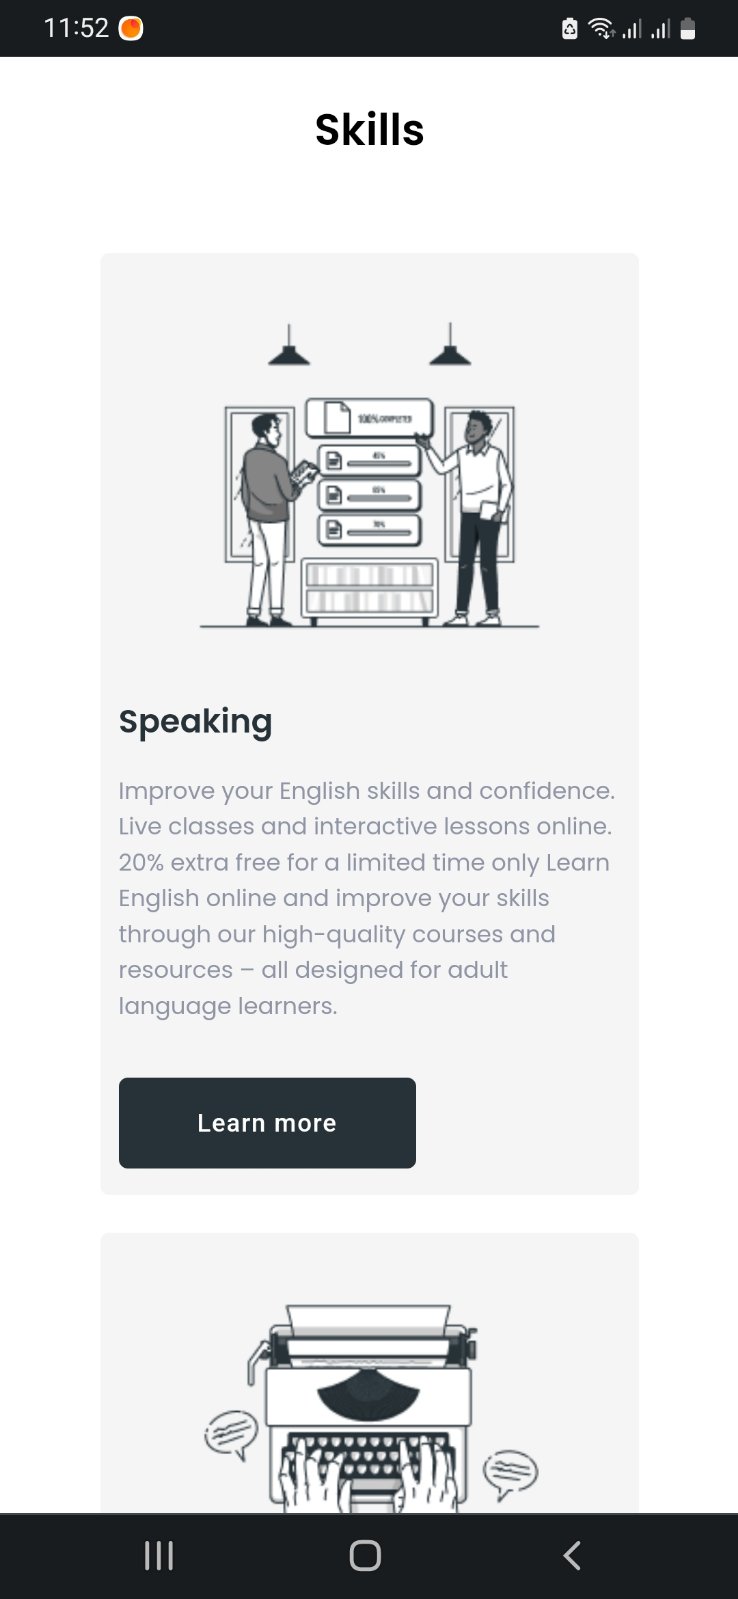 11:52
Skills
100% COMPLETED
Speaking
Improve your English skills and confidence.
Live classes and interactive lessons online.
20% extra free for a limited time only Learn
English online and improve your skills
through our high-quality courses and
resources – all designed for adult
language learners.
Learn more